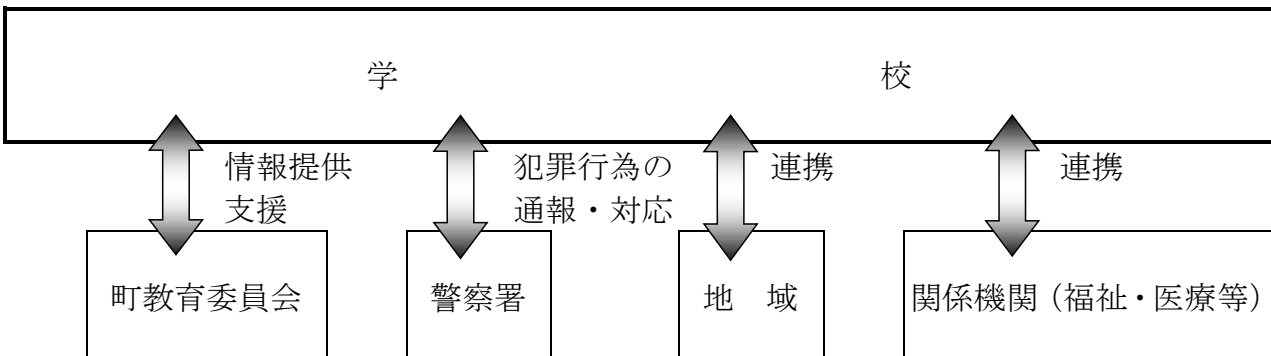 学　校
情報提供
支援
犯罪行為の
通報・対応
連携
連携
町教育委員会
警察署
地　域
関係機関（福祉・医療等）